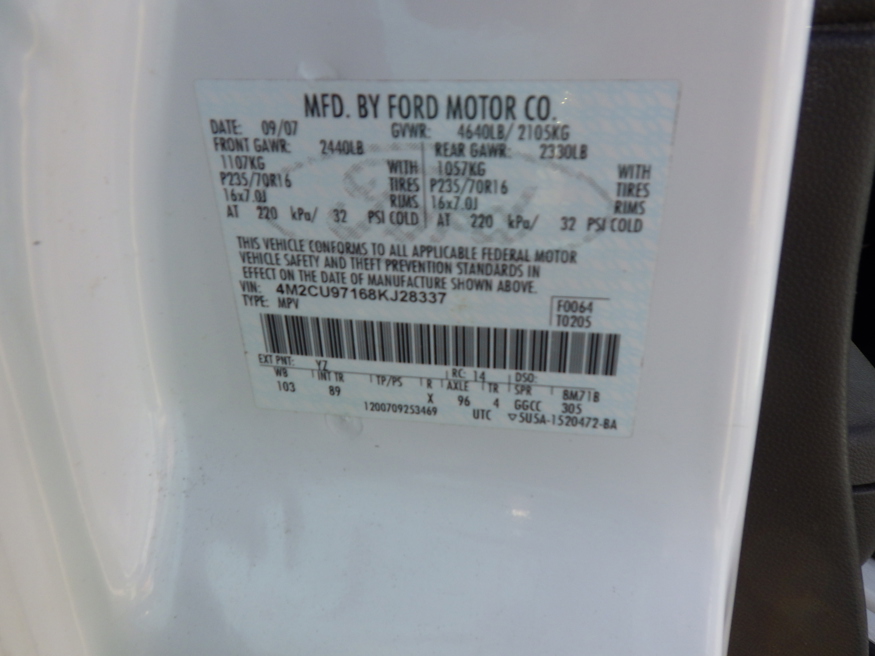 MFD. BY FORD MOTOR CO.
DATE: 09/07 GVWR: 4640LB/ 2105KG
FRONT GAWR: 2440LB REAR GAWR: 2330LB
1107KG WITH 1057KG WITH
P235/70R16 TIRES P235/70R16 TIRES
16x7.0J RIMS 16x7.0J RIMS
AT 220 kPa/ 32 PSI COLD AT 220 kPa/ 32 PSI COLD
THIS VEHICLE CONFORMS TO ALL APPLICABLE FEDERAL MOTOR
VEHICLE SAFETY AND THEFT PREVENTION STANDARDS IN
EFFECT ON THE DATE OF MANUFACTURE SHOWN ABOVE.
VIN: 4M2CU97168KJ28337 F0064
TYPE: MPV T0205
EXT PNT: YZ RC: 14 DSO:
WB INT TR TP/PS R AXLE TR SPR 8M71B
103 89 X 96 4 GGCC 305
1200709253469 UTC ▽5U5A-1520472-BA